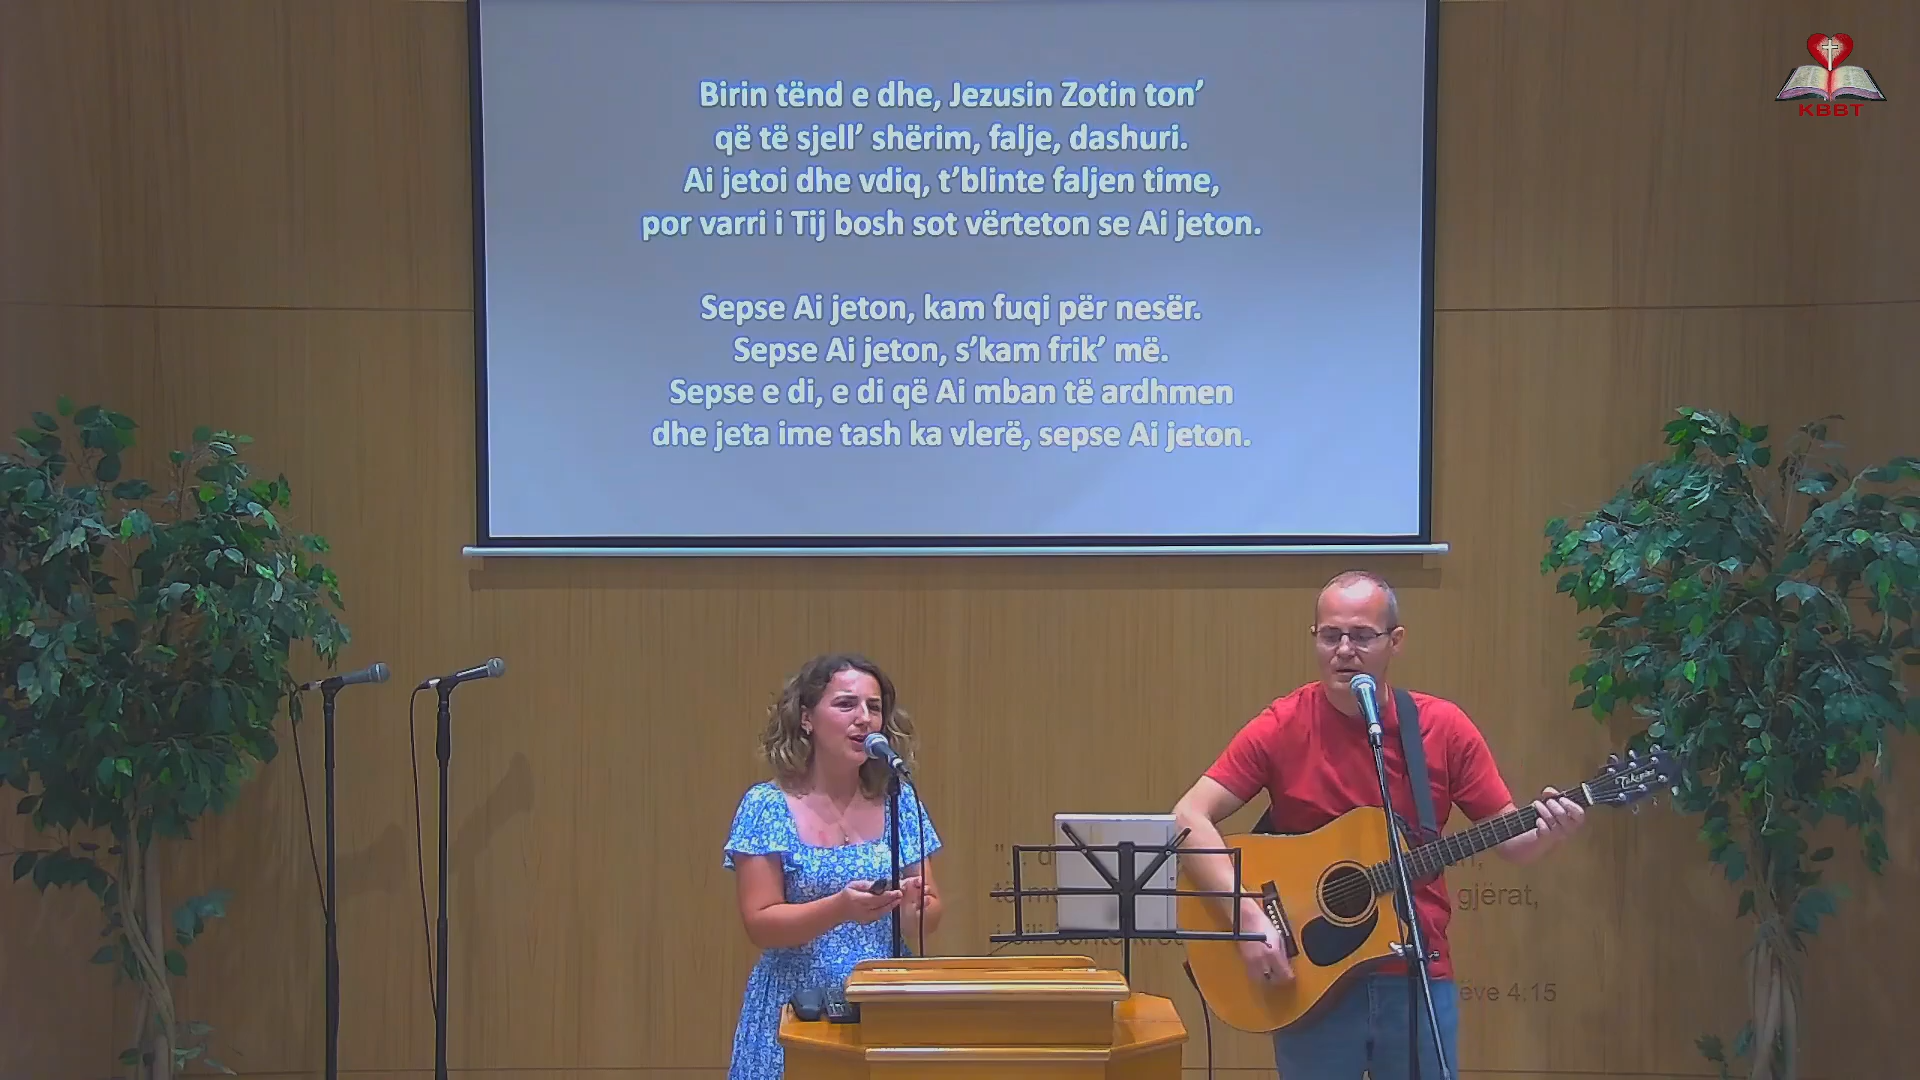 Birin tënd e dhe, Jezusin Zotin ton’
që të sjell’ shërim, falje, dashuri.
Ai jetoi dhe vdiq, t’blinte faljen time,
por varri i Tij bosh sot vërteton se Ai jeton.
Sepse Ai jeton, kam fuqi për nesër.
Sepse Ai jeton, s’kam frik’ më.
Sepse e di, e di që Ai mban të ardhmen
dhe jeta ime tash ka vlerë, sepse Ai jeton.
KBBT
Takamine
gjërat,
4.15